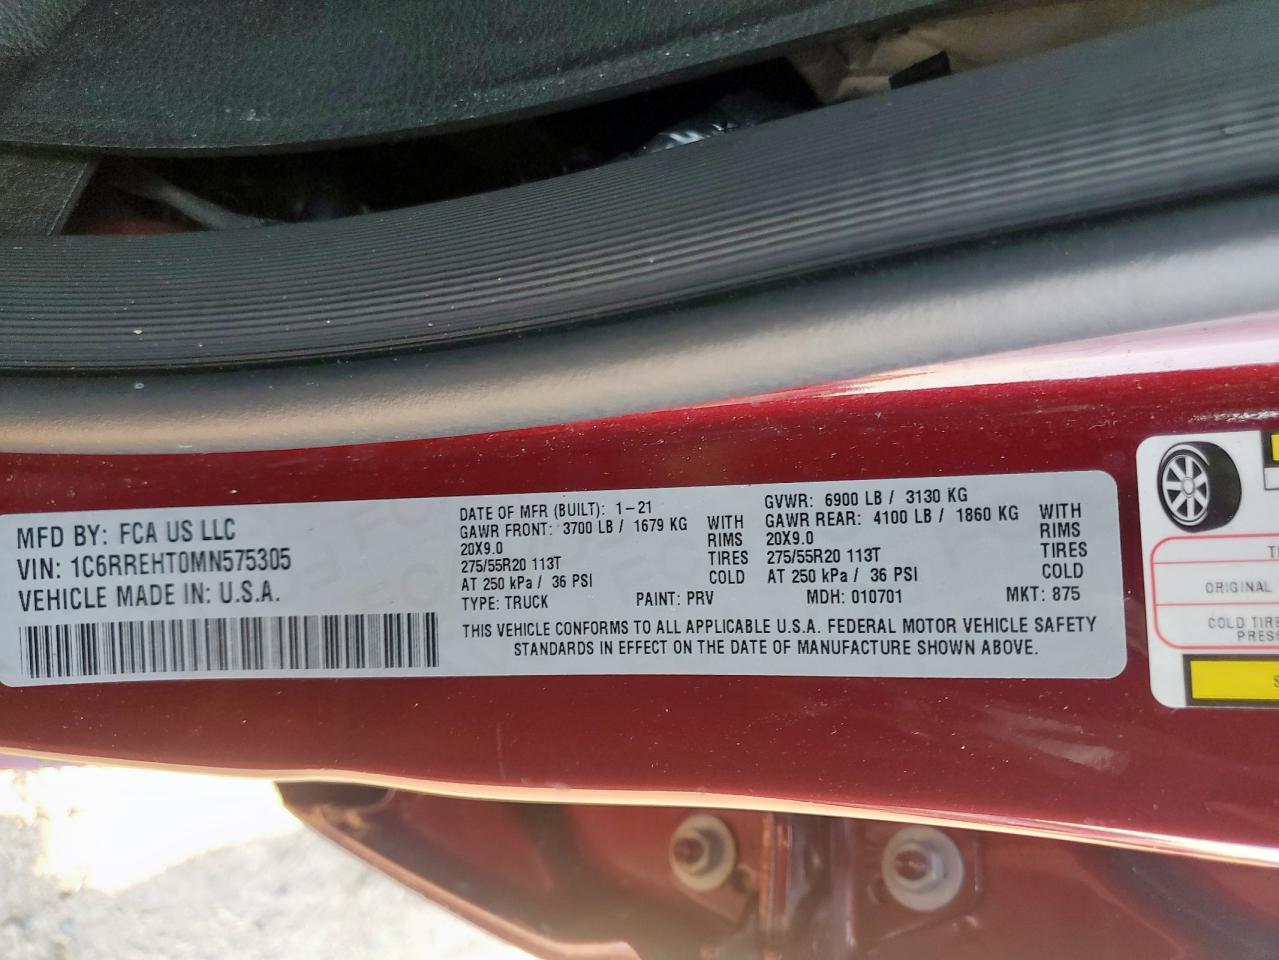 MFD BY: FCA US LLC
VIN: 1C6RREHT0MN575305
VEHICLE MADE IN: U.S.A.
DATE OF MFR (BUILT): 1-21
GAWR FRONT: 3700 LB / 1679 KG WITH
20X9.0 RIMS
275/55R20 113T TIRES
AT 250 kPa / 36 PSI COLD
GVWR: 6900 LB / 3130 KG
GAWR REAR: 4100 LB / 1860 KG WITH
20X9.0 RIMS
275/55R20 113T TIRES
AT 250 kPa / 36 PSI COLD
TYPE: TRUCK PAINT: PRV MDH: 010701 MKT: 875
THIS VEHICLE CONFORMS TO ALL APPLICABLE U.S.A. FEDERAL MOTOR VEHICLE SAFETY
STANDARDS IN EFFECT ON THE DATE OF MANUFACTURE SHOWN ABOVE.
ORIGINAL
COLD TIRE
PRESS